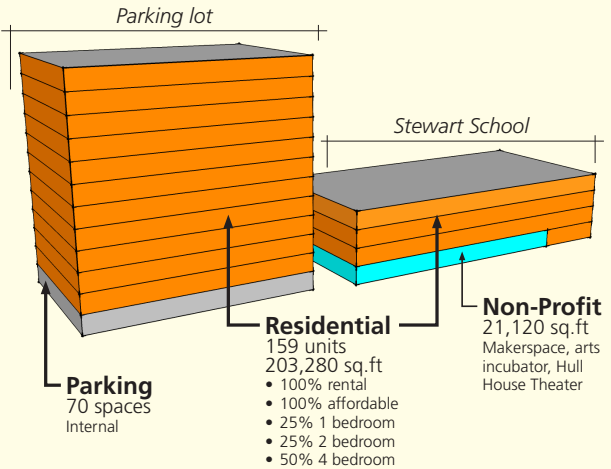 Parking lot
Stewart School
Residential
159 units
203,280 sq.ft
• 100% rental
• 100% affordable
• 25% 1 bedroom
• 25% 2 bedroom
• 50% 4 bedroom
Non-Profit
21,120 sq.ft
Makerspace, arts
incubator, Hull
House Theater
Parking
70 spaces
Internal